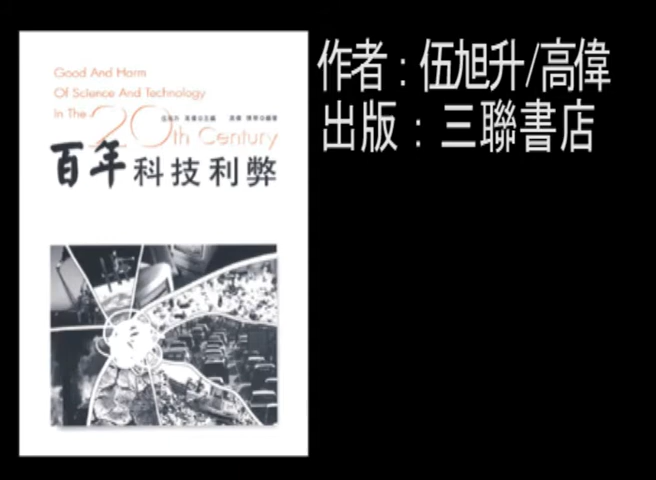 Good And Harm
Of Science And Technology
In The 20th Century
百年科技利弊
作者：伍旭升/高偉
出版：三聯書店